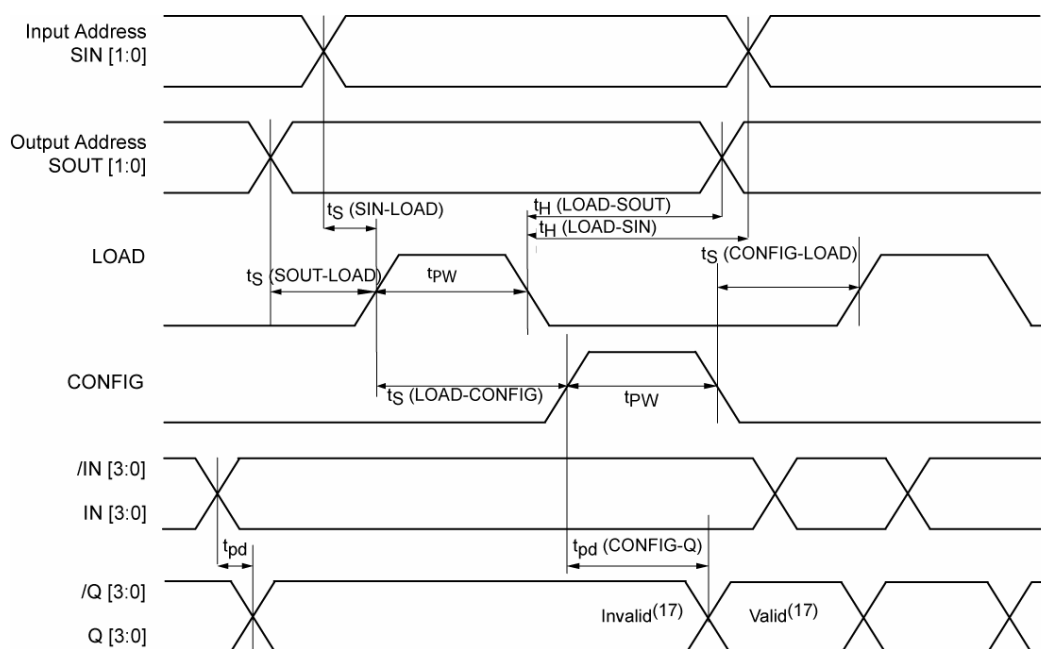 Input Address
SIN [1:0]
Output Address
SOUT [1:0]
tS (SIN-LOAD)
tH (LOAD-SOUT)
tH (LOAD-SIN)
LOAD
tS (SOUT-LOAD)
tPW
tS (CONFIG-LOAD)
CONFIG
tS (LOAD-CONFIG)
tPW
/IN [3:0]
IN [3:0]
tpd
tpd (CONFIG-Q)
/Q [3:0]
Q [3:0]
Invalid(17)
Valid(17)